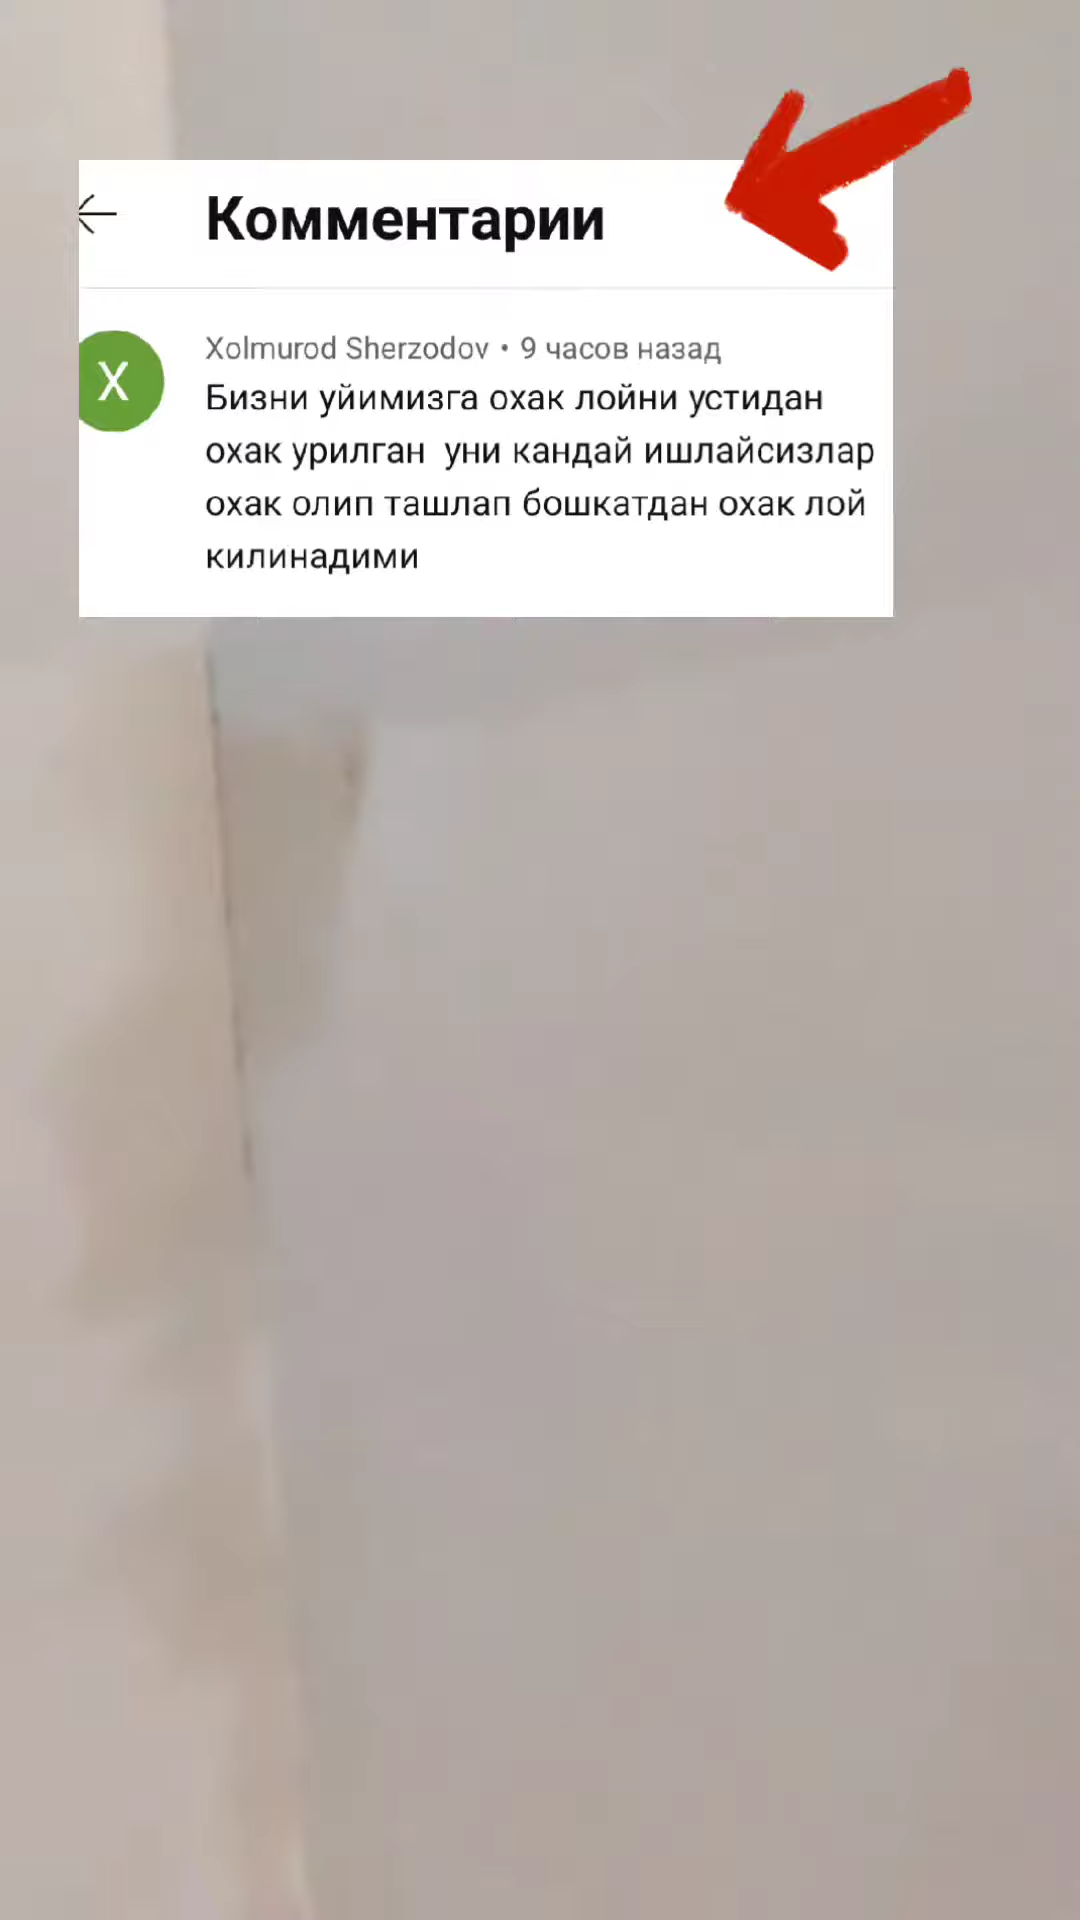 Комментарии
X
Xolmurod Sherzodov • 9 часов назад
Бизни уйимизга охак лойни устидан
охак урилган уни кандай ишлайсизлар
охак олип ташлап бошкатдан охак лой
килинадими